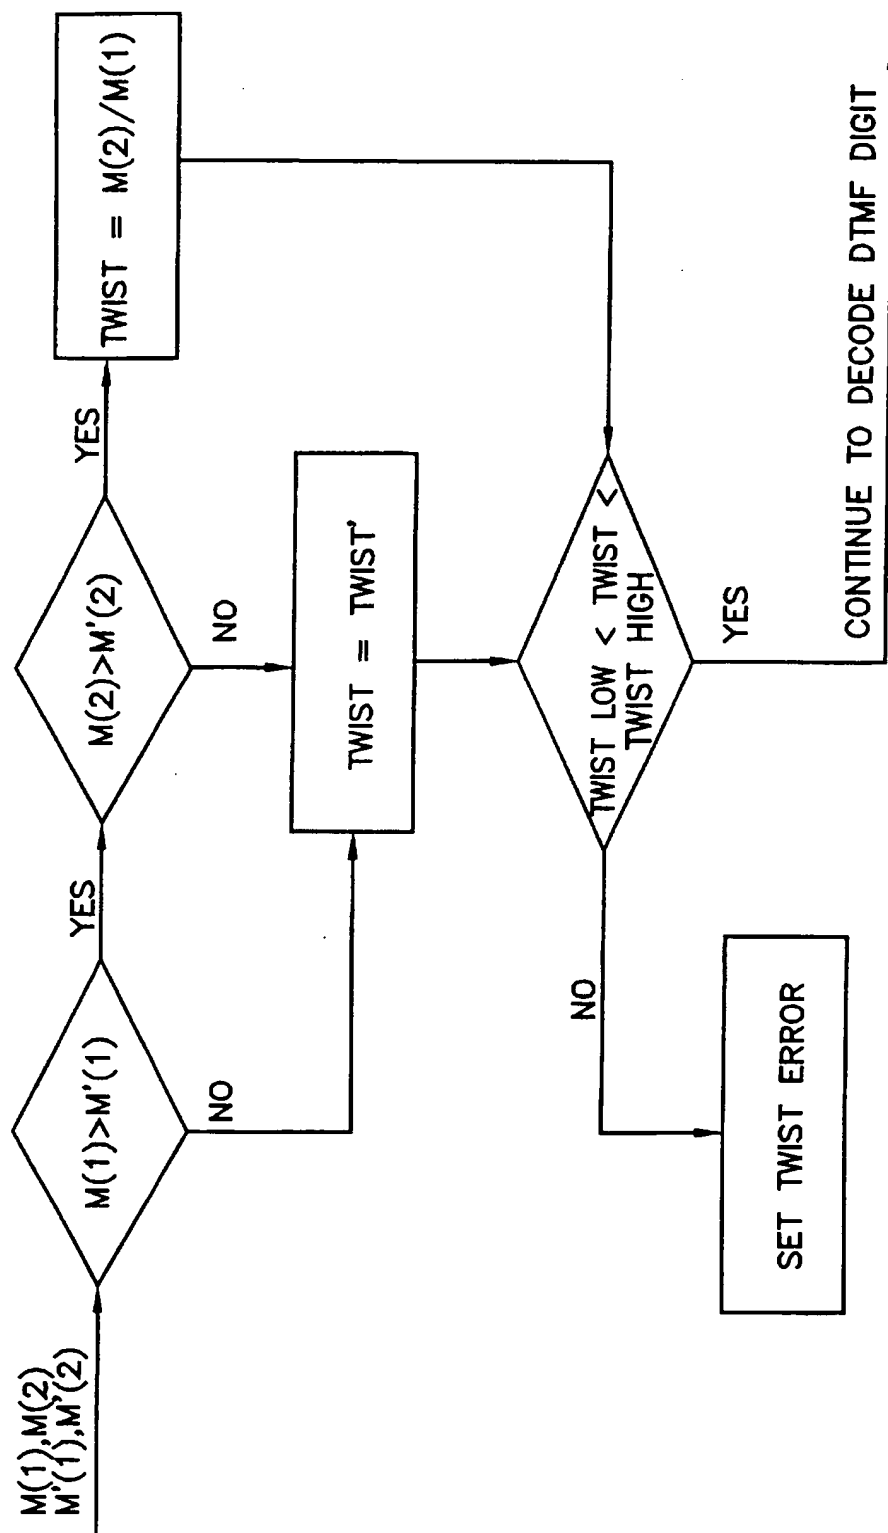 M(1),M(2)
M'(1),M'(2)
M(1)>M'(1)
YES
NO
M(2)>M'(2)
YES
NO
TWIST = M(2)/M(1)
TWIST = TWIST'
TWIST LOW < TWIST <
TWIST HIGH
NO
YES
SET TWIST ERROR
CONTINUE TO DECODE DTMF DIGIT